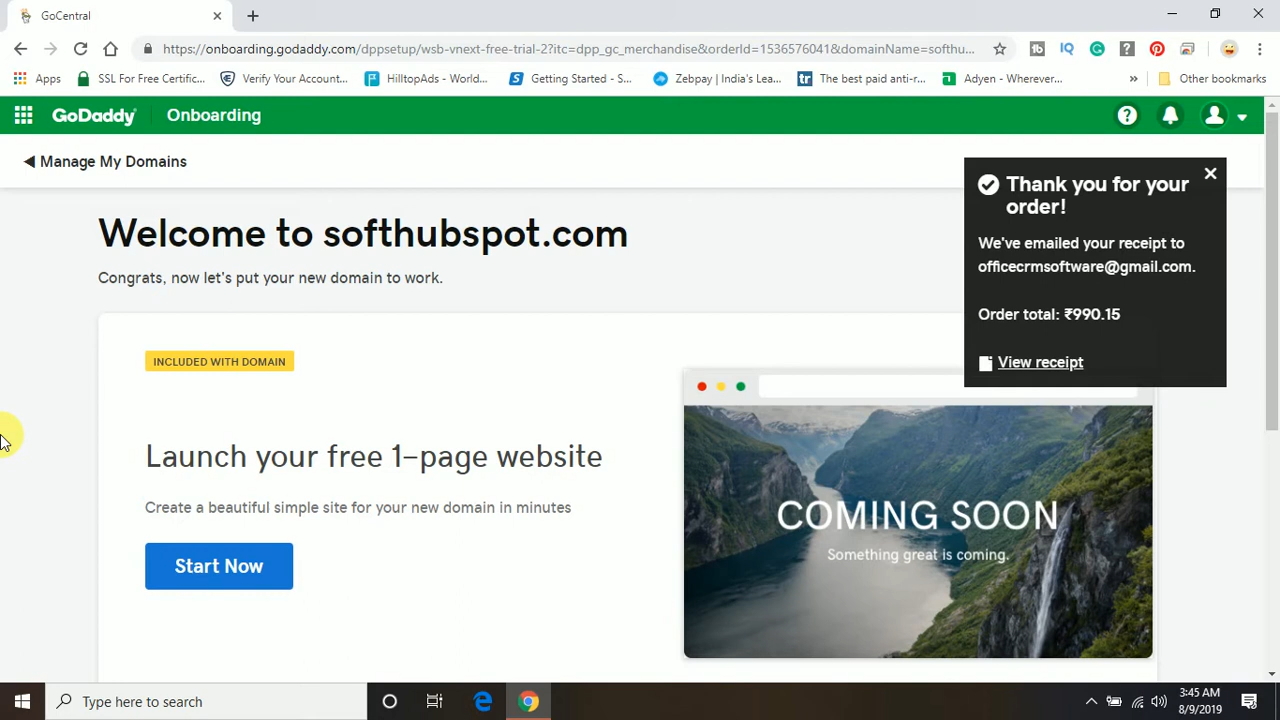 GoCentral
https://onboarding.godaddy.com/dppsetup/wsb-vnext-free-trial-2?itc=dpp_gc_merchandise&orderId=1536576041&domainName=softhu...
IQ
Apps
SSL For Free Certific...
Verify Your Account...
HilltopAds - World...
Getting Started - S...
Zebpay | India's Lea...
tr
The best paid anti-r...
Adyen - Wherever...
»
Other bookmarks
GoDaddy
Onboarding
Manage My Domains
Thank you for your
order!
We've emailed your receipt to
officecrmsoftware@gmail.com.
Order total: ₹990.15
View receipt
Welcome to softhubspot.com
Congrats, now let's put your new domain to work.
INCLUDED WITH DOMAIN
Launch your free 1-page website
Create a beautiful simple site for your new domain in minutes
Start Now
COMING SOON
Something great is coming.
Type here to search
3:45 AM
8/9/2019